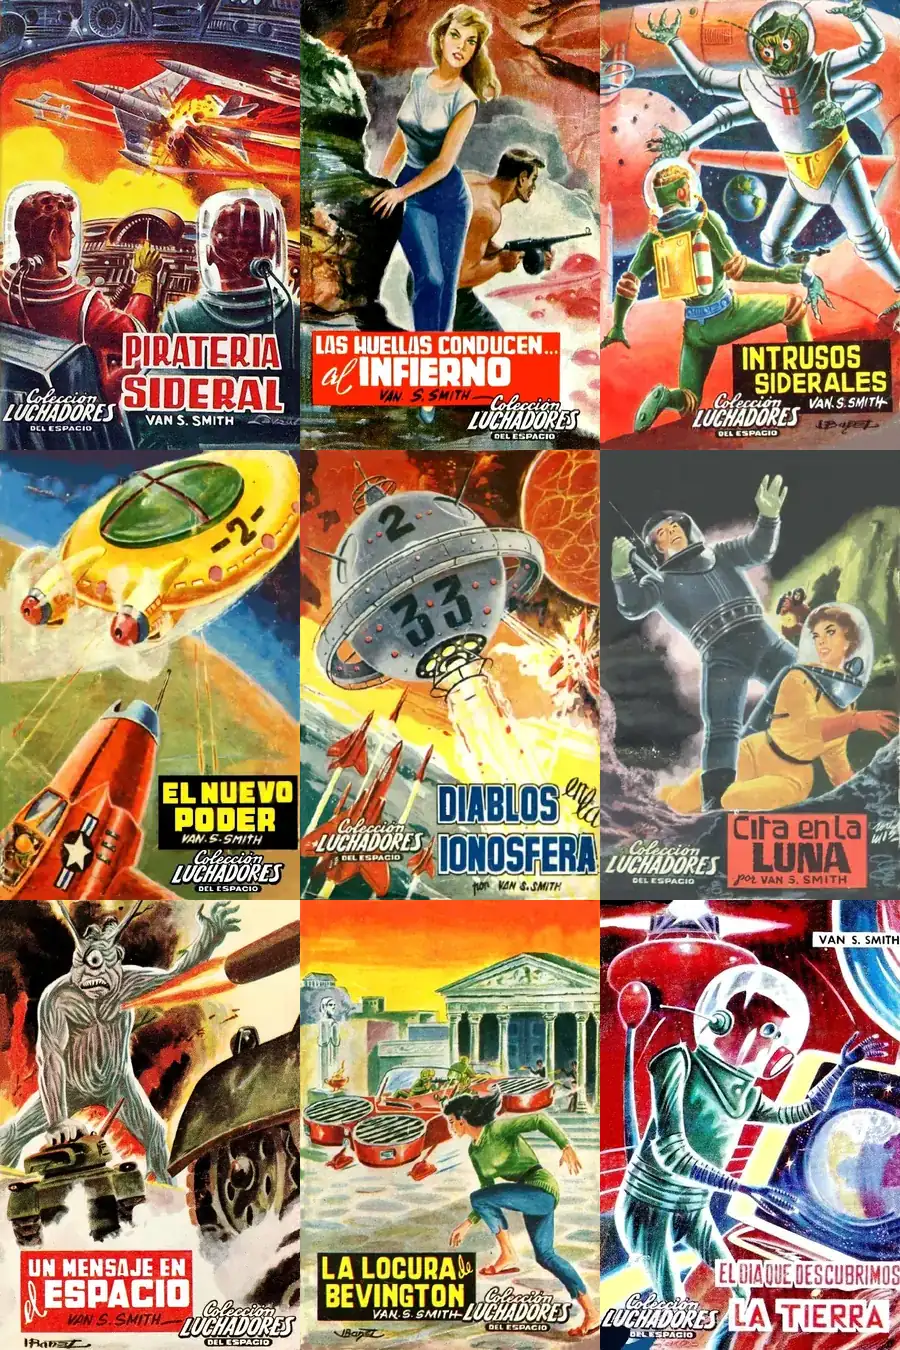 PIRATERIA
SIDERAL
VAN S. SMITH
Colección
LUCHADORES
DEL ESPACIO
LAS HUELLAS CONDUCEN...
al INFIERNO
VAN S. SMITH
Colección
LUCHADORES
DEL ESPACIO
INTRUSOS
SIDERALES
VAN. S. SMITH
Colección
LUCHADORES
DEL ESPACIO
J.BAÑEZ
-2-
EL NUEVO
PODER
VAN-S-SMITH
Colección
LUCHADORES
DEL ESPACIO
2
33
DIABLOS en la
IONOSFERA
por VAN S. SMITH
Colección
LUCHADORES
DEL ESPACIO
Cita en la
LUNA
por VAN S. SMITH
Colección
LUCHADORES
DEL ESPACIO
UN MENSAJE EN
el ESPACIO
VAN S. SMITH
Colección
LUCHADORES
DEL ESPACIO
LA LOCURA de
BEVINGTON
VAN. S. SMITH
Colección
LUCHADORES
DEL ESPACIO
VAN S. SMITH
EL DIA QUE DESCUBRIMOS
LA TIERRA
Colección
LUCHADORES
DEL ESPACIO